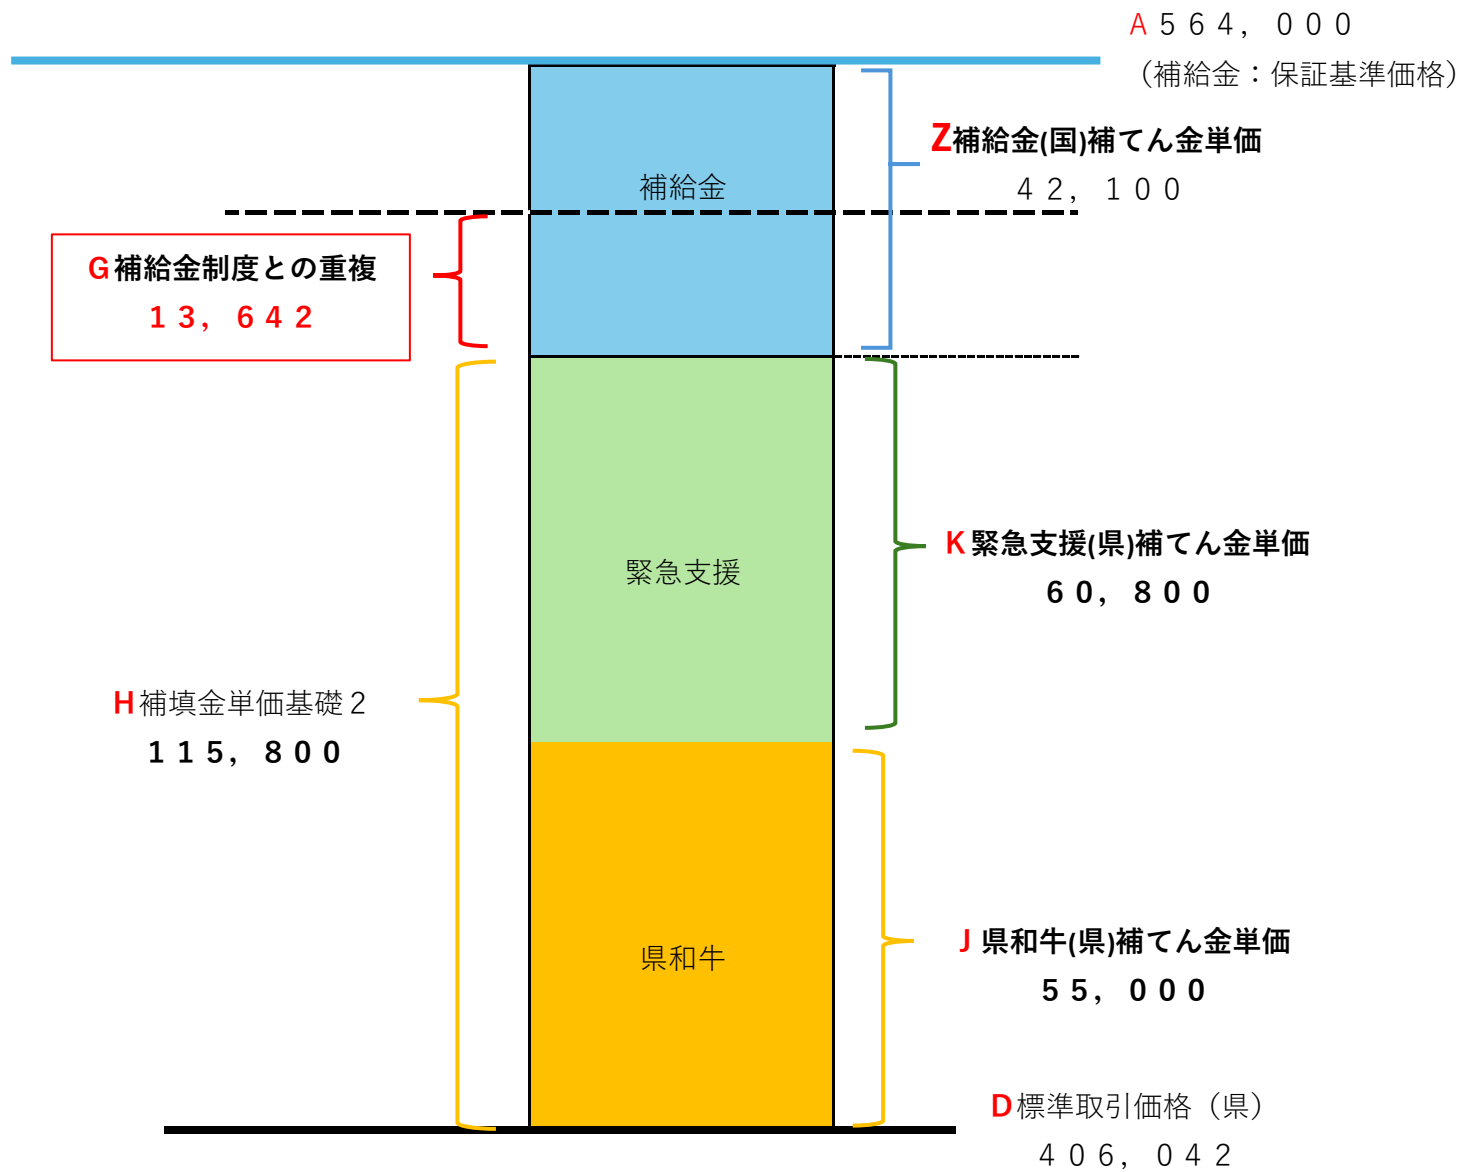 A５６４，０００
（補給金：保証基準価格）
Z補給金(国)補てん金単価
４２，１００
補給金
G補給金制度との重複
１３，６４２
緊急支援
K緊急支援(県)補てん金単価
６０，８００
H補填金単価基礎２
１１５，８００
県和牛
J 県和牛(県)補てん金単価
５５，０００
D標準取引価格（県）
４０６，０４２